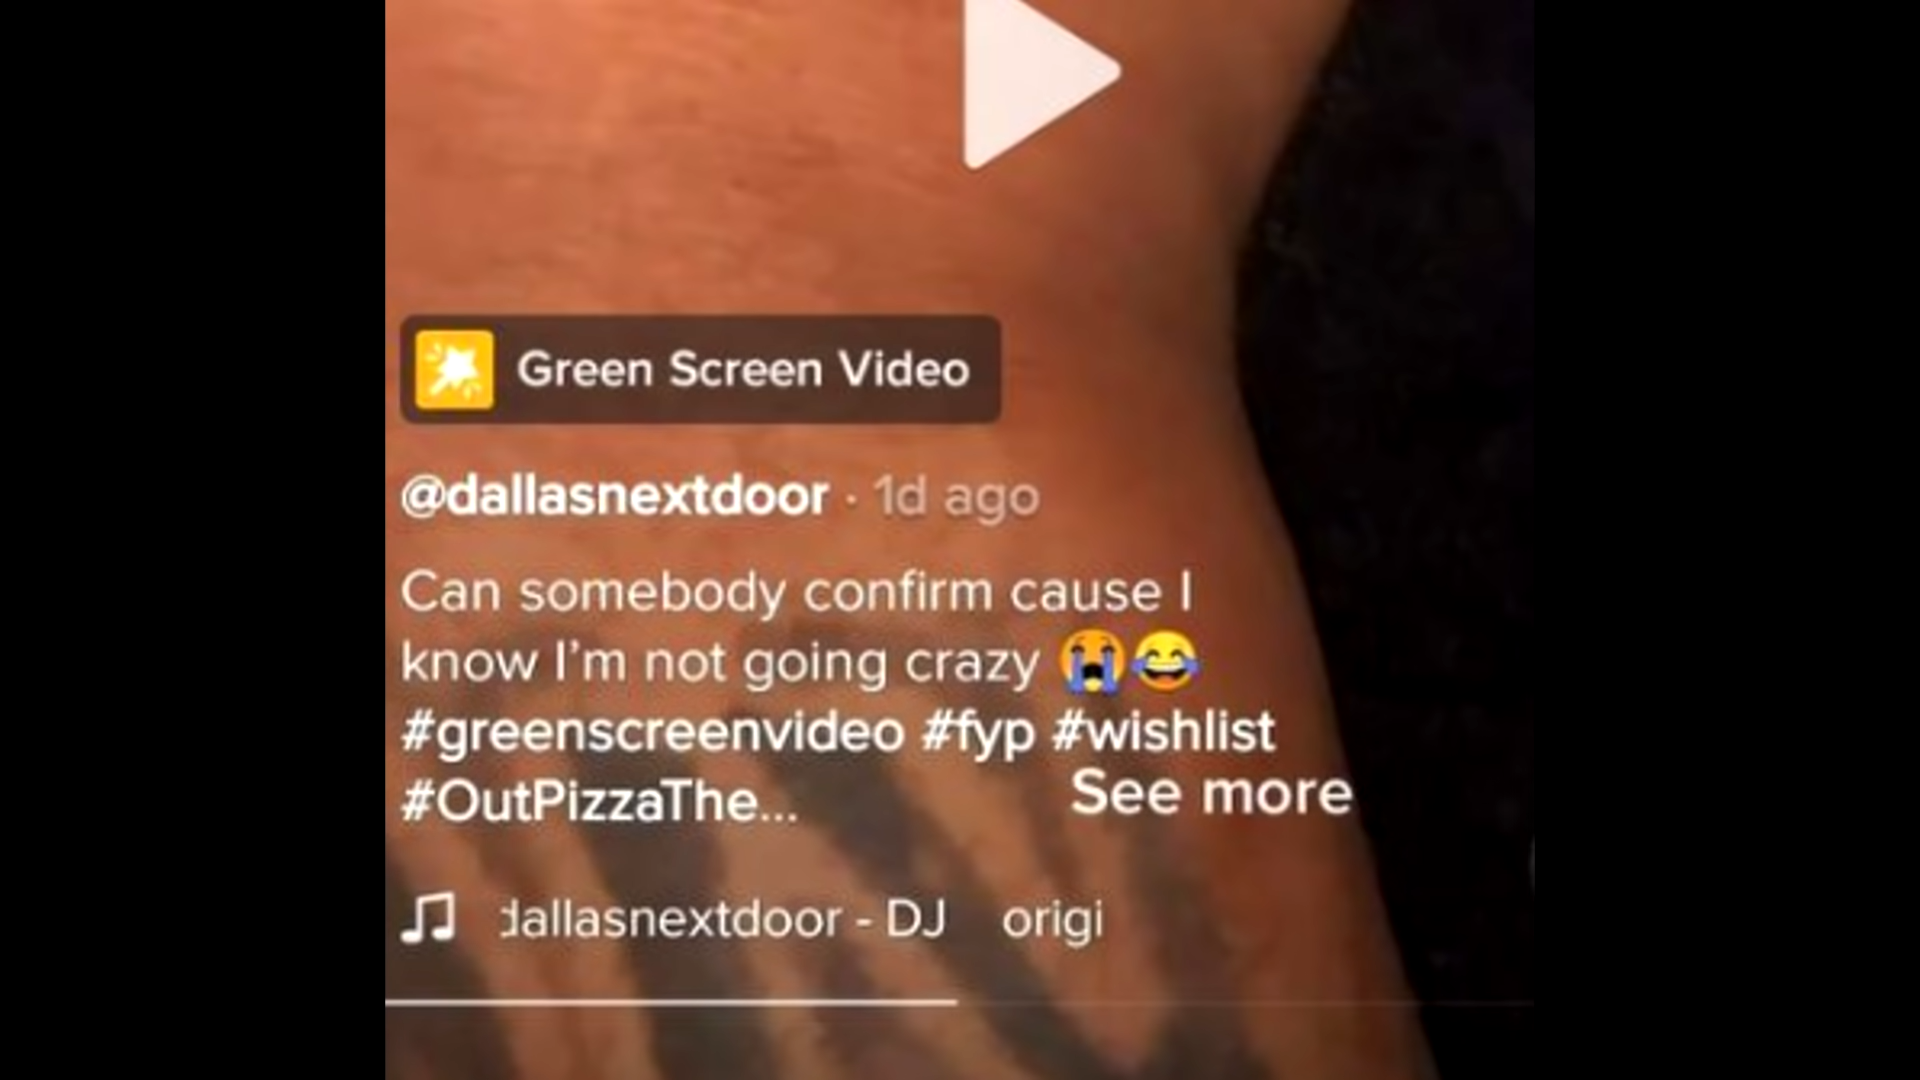 Green Screen Video
@dallasnextdoor · 1d ago
Can somebody confirm cause I
know I’m not going crazy 😭😂
#greenscreenvideo #fyp #wishlist
#OutPizzaThe... See more
dallasnextdoor - DJ origi